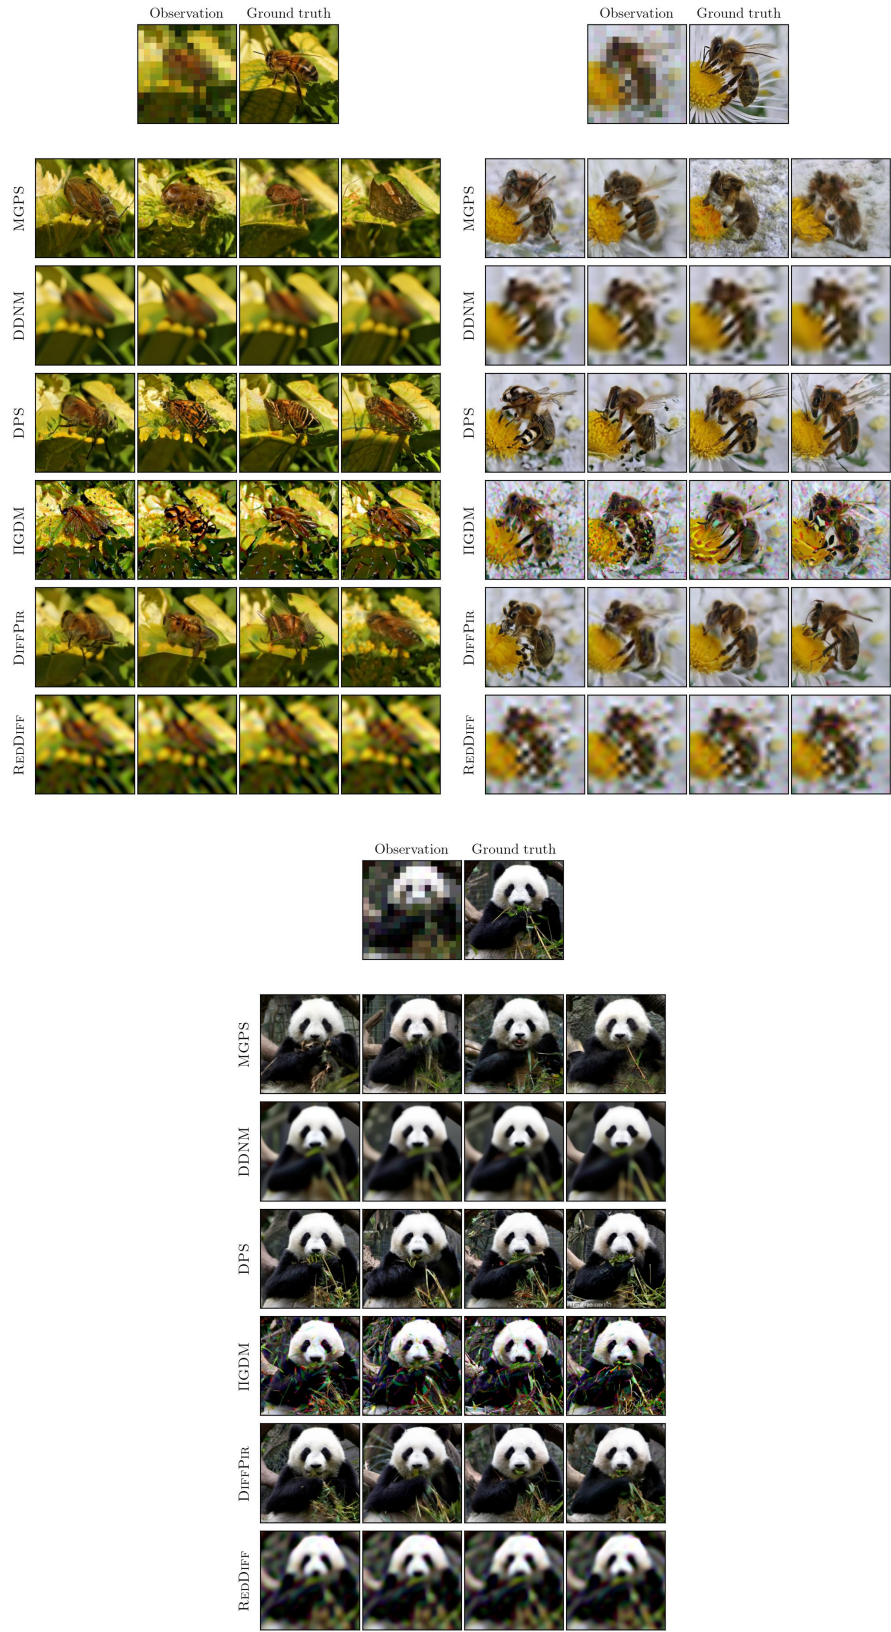 Observation Ground truth
Observation Ground truth
MGPS
DDNM
DPS
ΠGDM
DIFFPIR
REDDIFF
MGPS
DDNM
DPS
ΠGDM
DIFFPIR
REDDIFF
Observation Ground truth
MGPS
DDNM
DPS
ΠGDM
DIFFPIR
REDDIFF